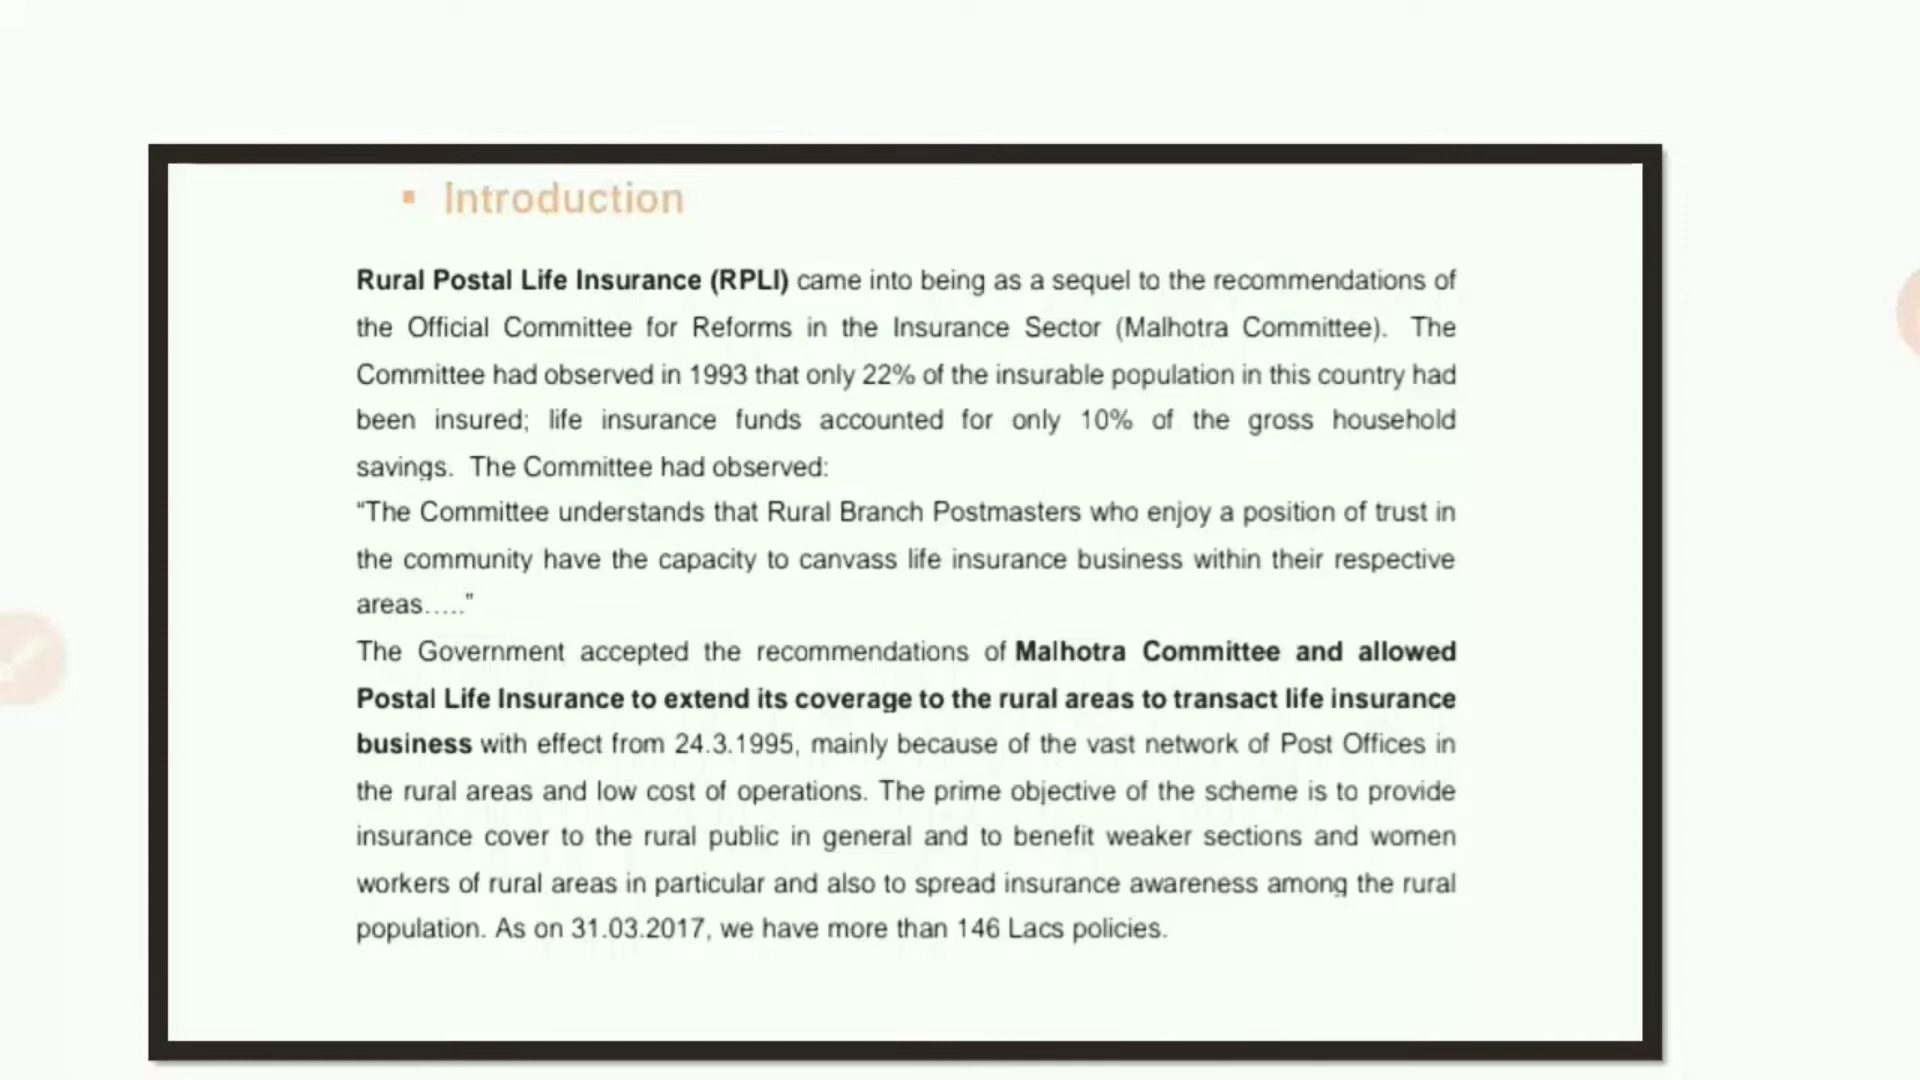 ▪ Introduction
Rural Postal Life Insurance (RPLI) came into being as a sequel to the recommendations of
the Official Committee for Reforms in the Insurance Sector (Malhotra Committee). The
Committee had observed in 1993 that only 22% of the insurable population in this country had
been insured; life insurance funds accounted for only 10% of the gross household
savings. The Committee had observed:
“The Committee understands that Rural Branch Postmasters who enjoy a position of trust in
the community have the capacity to canvass life insurance business within their respective
areas…..”
The Government accepted the recommendations of Malhotra Committee and allowed
Postal Life Insurance to extend its coverage to the rural areas to transact life insurance
business with effect from 24.3.1995, mainly because of the vast network of Post Offices in
the rural areas and low cost of operations. The prime objective of the scheme is to provide
insurance cover to the rural public in general and to benefit weaker sections and women
workers of rural areas in particular and also to spread insurance awareness among the rural
population. As on 31.03.2017, we have more than 146 Lacs policies.